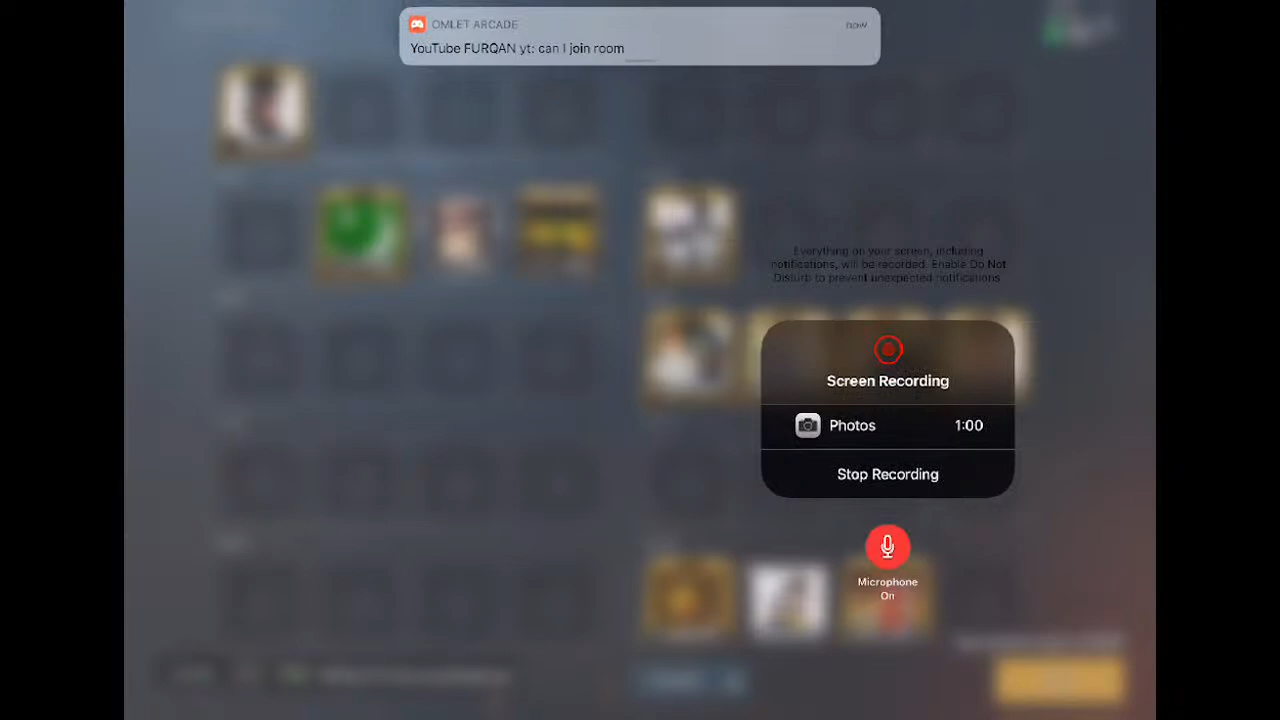 OMLET ARCADE
now
YouTube FURQAN yt: can I join room
Everything on your screen, including
notifications, will be recorded. Enable Do Not
Disturb to prevent unexpected notifications
Screen Recording
Photos 1:00
Stop Recording
Microphone
On